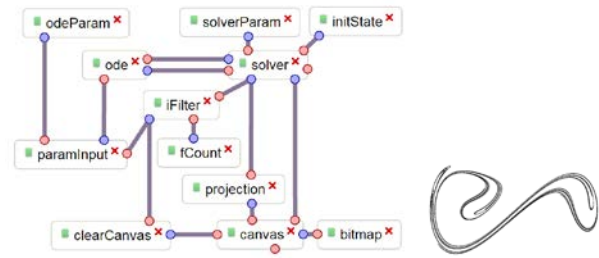 odeParam solverParam initState
ode solver
iFilter
paramInput fCount
projection
clearCanvas canvas bitmap